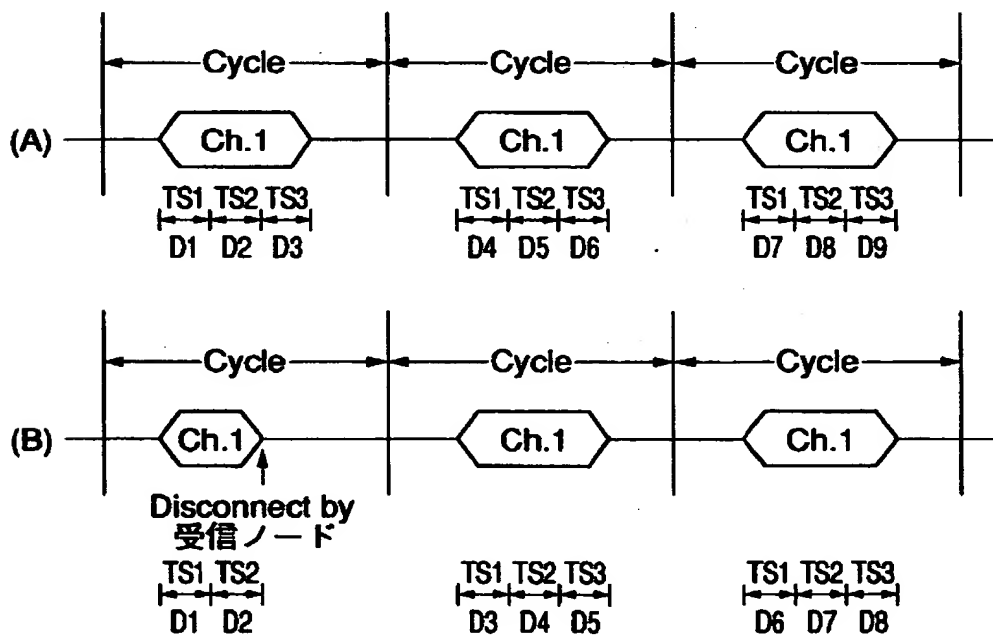 Cycle Cycle Cycle
(A) Ch.1 Ch.1 Ch.1
TS1 TS2 TS3 TS1 TS2 TS3 TS1 TS2 TS3
D1 D2 D3 D4 D5 D6 D7 D8 D9
Cycle Cycle Cycle
(B) Ch.1 Ch.1 Ch.1
Disconnect by
受信ノード
TS1 TS2 TS1 TS2 TS3 TS1 TS2 TS3
D1 D2 D3 D4 D5 D6 D7 D8